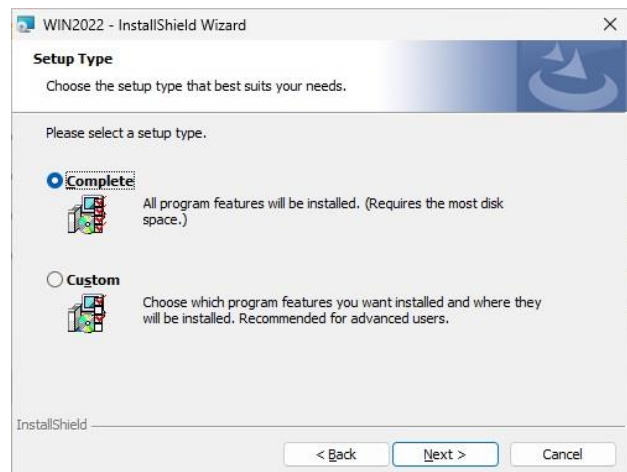 WIN2022 - InstallShield Wizard
Setup Type
Choose the setup type that best suits your needs.
Please select a setup type.
Complete
All program features will be installed. (Requires the most disk
space.)
Custom
Choose which program features you want installed and where they
will be installed. Recommended for advanced users.
InstallShield
< Back
Next >
Cancel